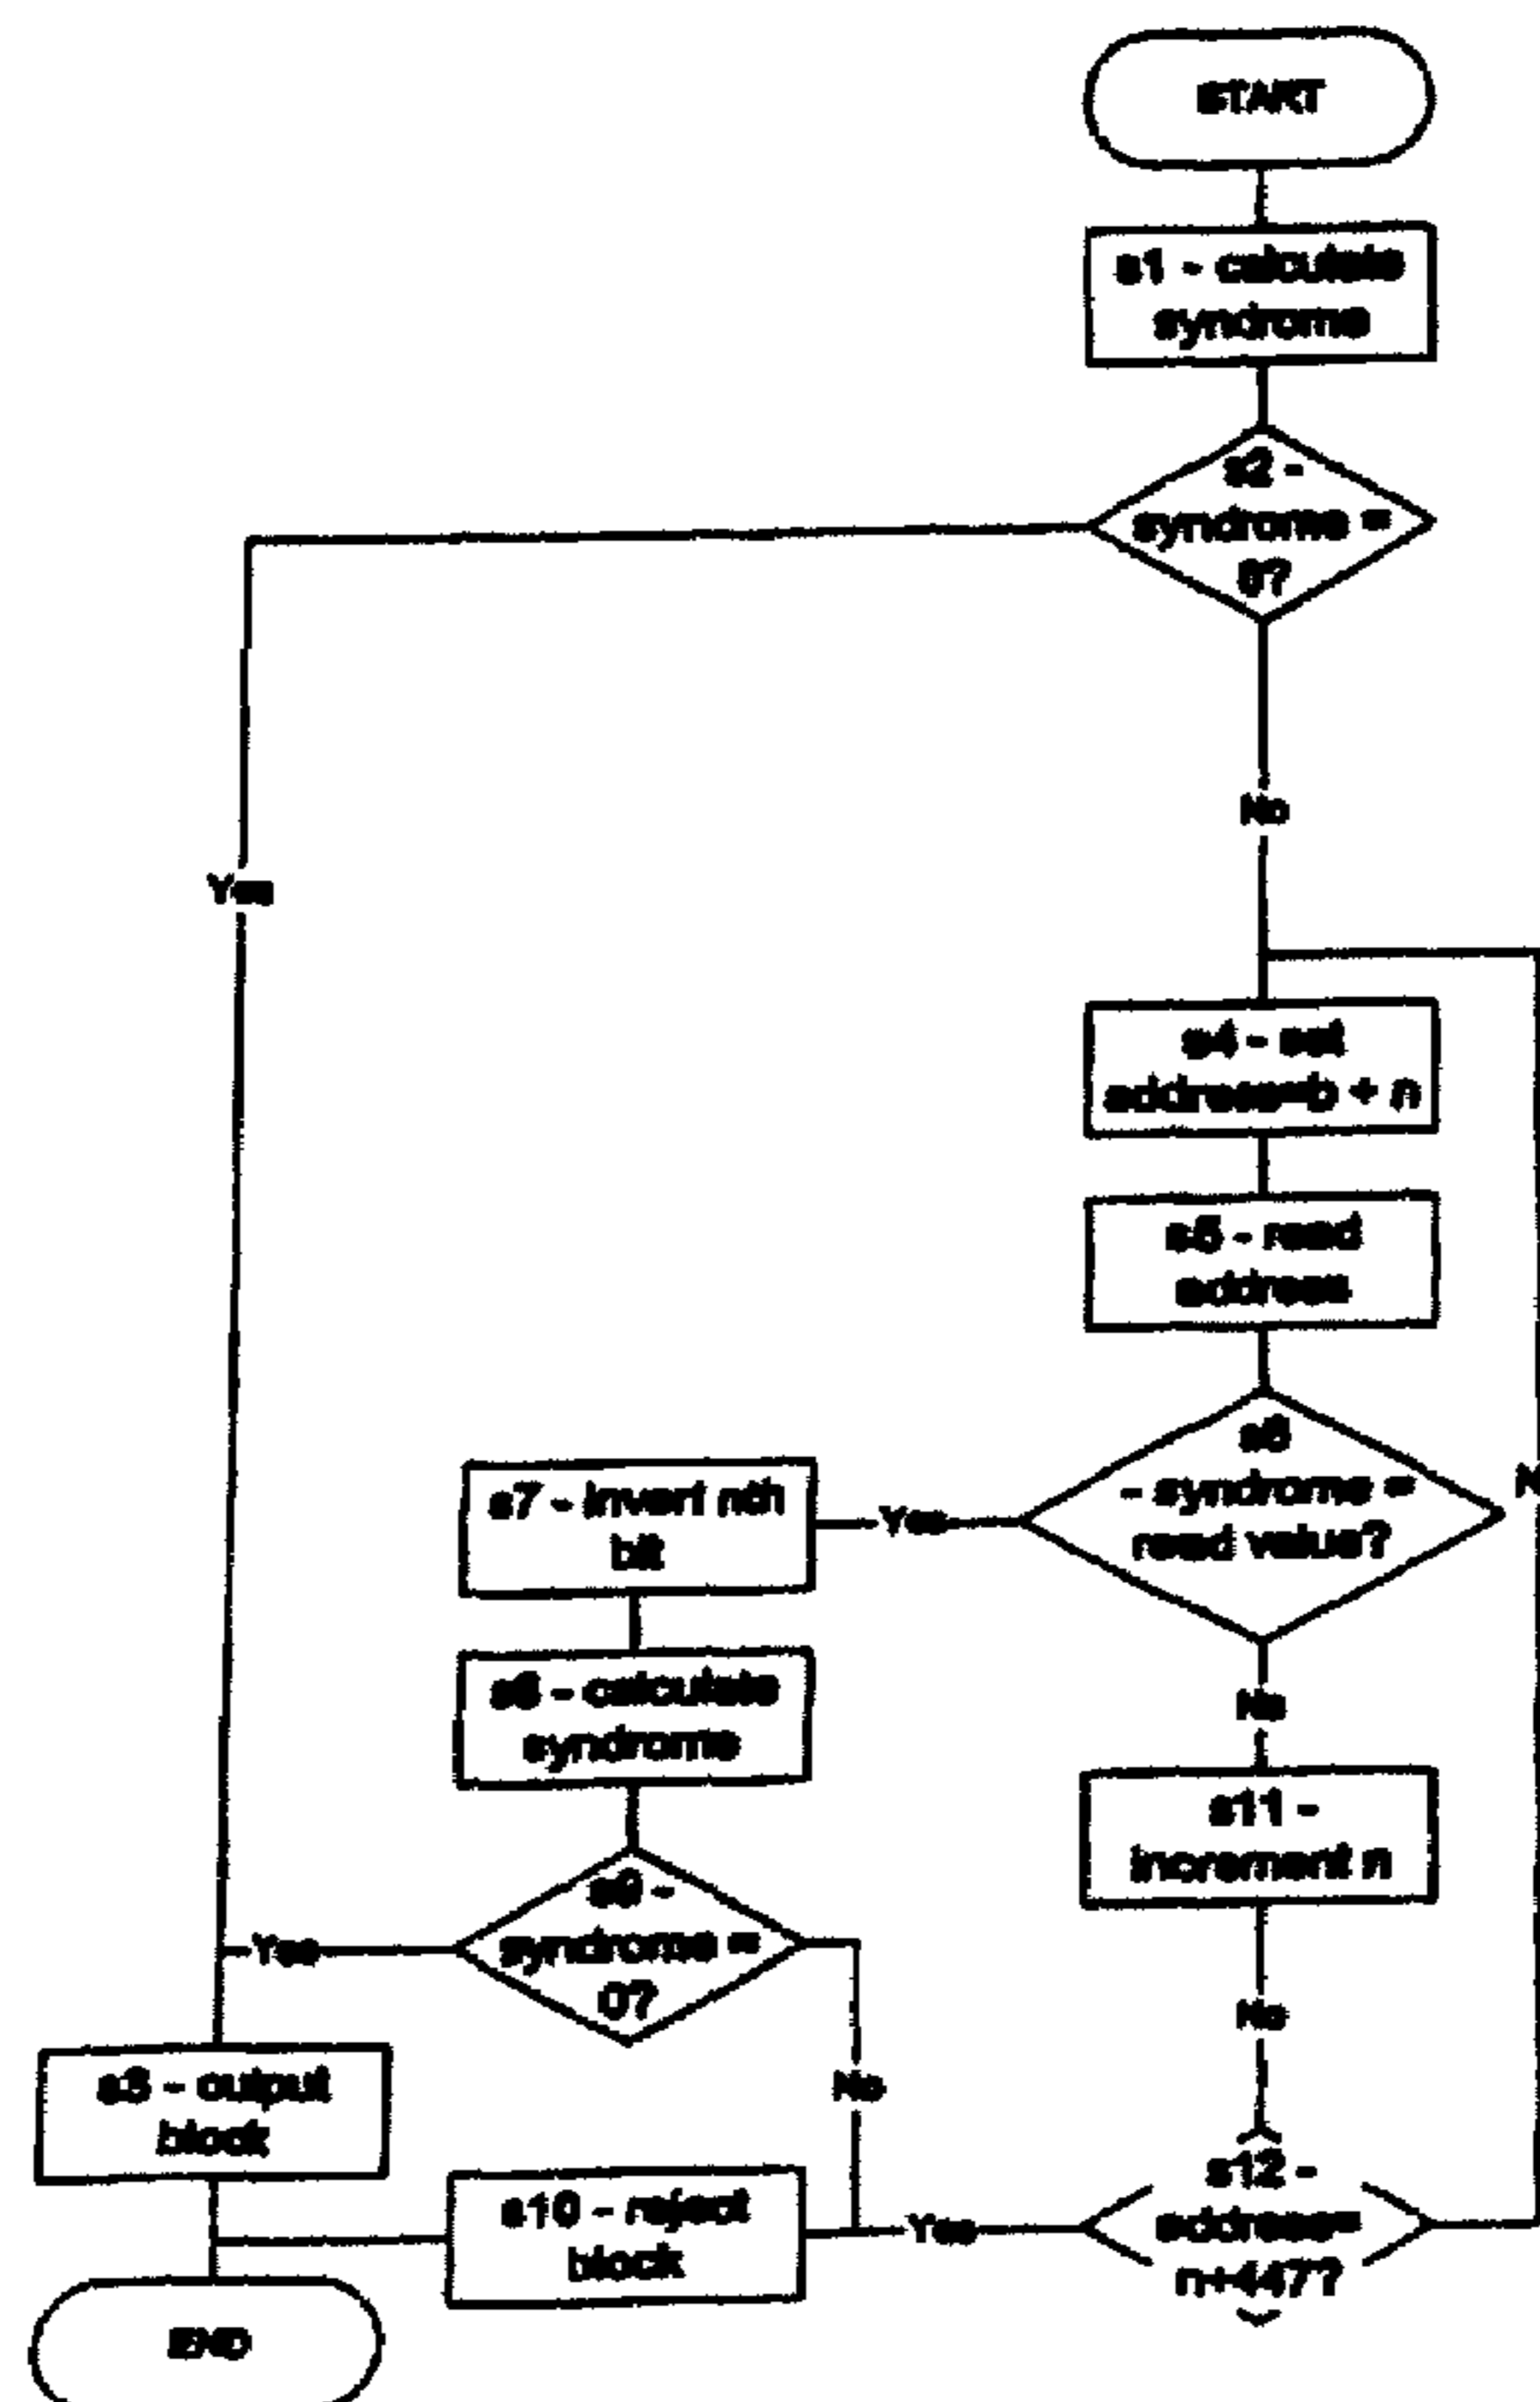 START
s1 - calculate
syndrome
s2 -
syndrome =
0?
No
Yes
s4 - set
+ n
s5 - read
address
s6
- syndrome =
read value?
Yes
s7 - invert nth
bit
No
s8 - calculate
syndrome
s11 -
increment n
s9 -
syndrome =
0?
Yes
No
No
s3 - output
block
s12 -
n+447?
Yes
s10 - reject
block
END